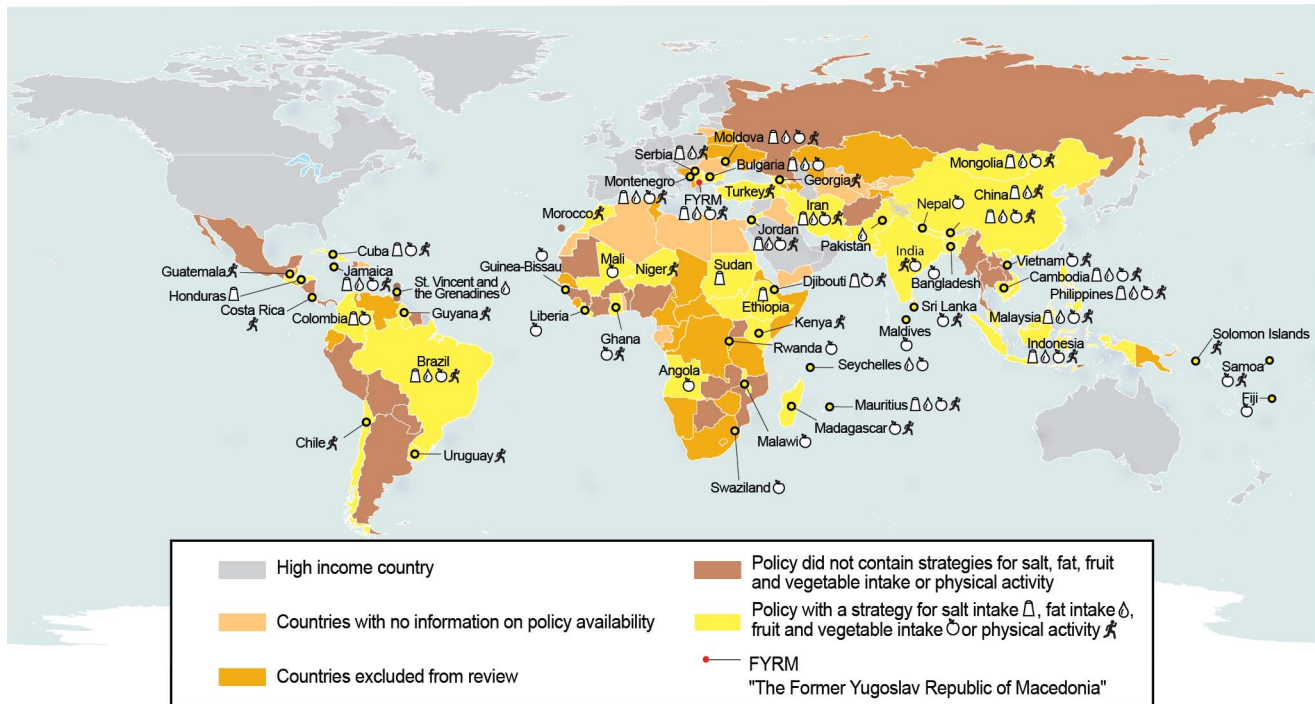 Moldova
Serbia
Bulgaria
Mongolia
Montenegro
Georgia
FYRM
Turkey
China
Iran
Nepal
Morocco
Jordan
Pakistan
Cuba
Guatemala
Jamaica
Guinea-Bissau
Mali
Niger
Sudan
India
Vietnam
Honduras
St. Vincent and
the Grenadines
Djibouti
Bangladesh
Cambodia
Philippines
Costa Rica
Colombia
Guyana
Liberia
Ethiopia
Sri Lanka
Malaysia
Ghana
Kenya
Maldives
Indonesia
Solomon Islands
Rwanda
Brazil
Angola
Seychelles
Samoa
Fiji
Mauritius
Madagascar
Malawi
Chile
Uruguay
Swaziland
High income country
Countries with no information on policy availability
Countries excluded from review
Policy did not contain strategies for salt, fat, fruit
and vegetable intake or physical activity
Policy with a strategy for salt intake, fat intake,
fruit and vegetable intake or physical activity
FYRM
"The Former Yugoslav Republic of Macedonia"